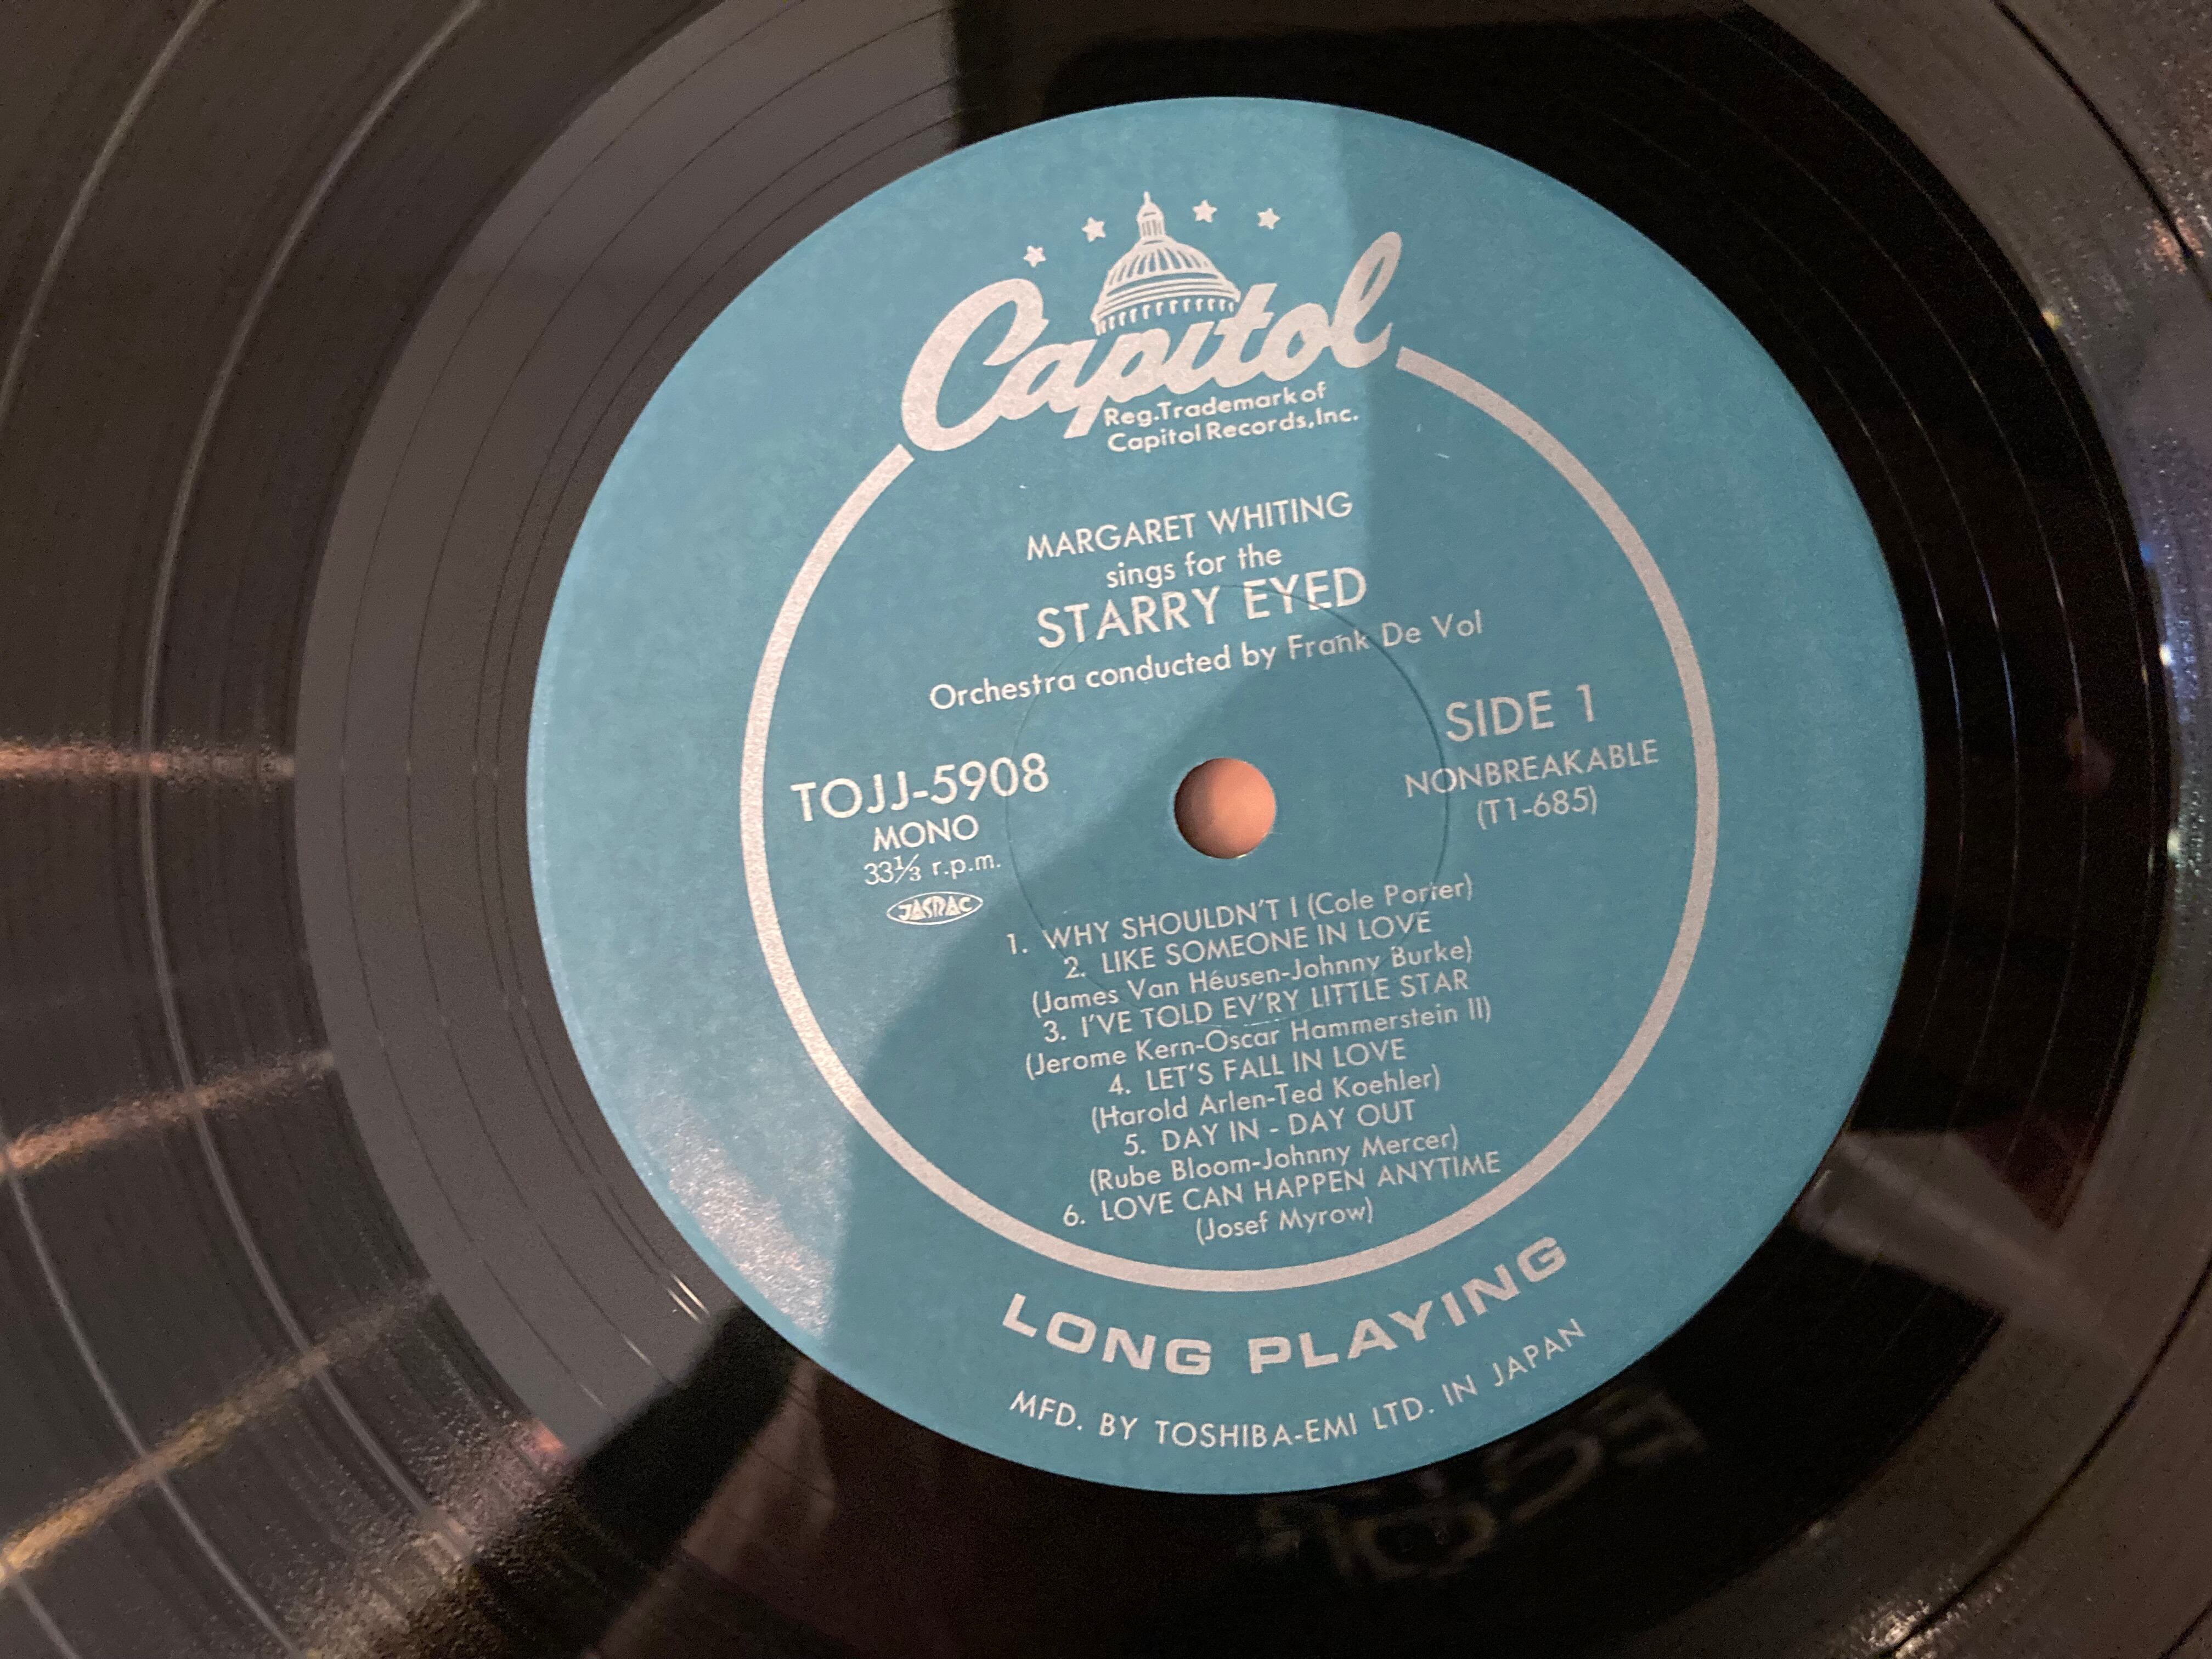 Capitol
Reg.Trademark of
Capitol Records,Inc.
MARGARET WHITING
sings for the
STARRY EYED
Orchestra conducted by Frank De Vol
TOJJ-5908
MONO
33⅓ r.p.m.
JASRAC
SIDE 1
NONBREAKABLE
(T1-685)
1. WHY SHOULDN'T I (Cole Porter)
2. LIKE SOMEONE IN LOVE
(James Van Héusen-Johnny Burke)
3. I'VE TOLD EV'RY LITTLE STAR
(Jerome Kern-Oscar Hammerstein II)
4. LET'S FALL IN LOVE
(Harold Arlen-Ted Koehler)
5. DAY IN - DAY OUT
(Rube Bloom-Johnny Mercer)
6. LOVE CAN HAPPEN ANYTIME
(Josef Myrow)
LONG PLAYING
MFD. BY TOSHIBA-EMI LTD. IN JAPAN